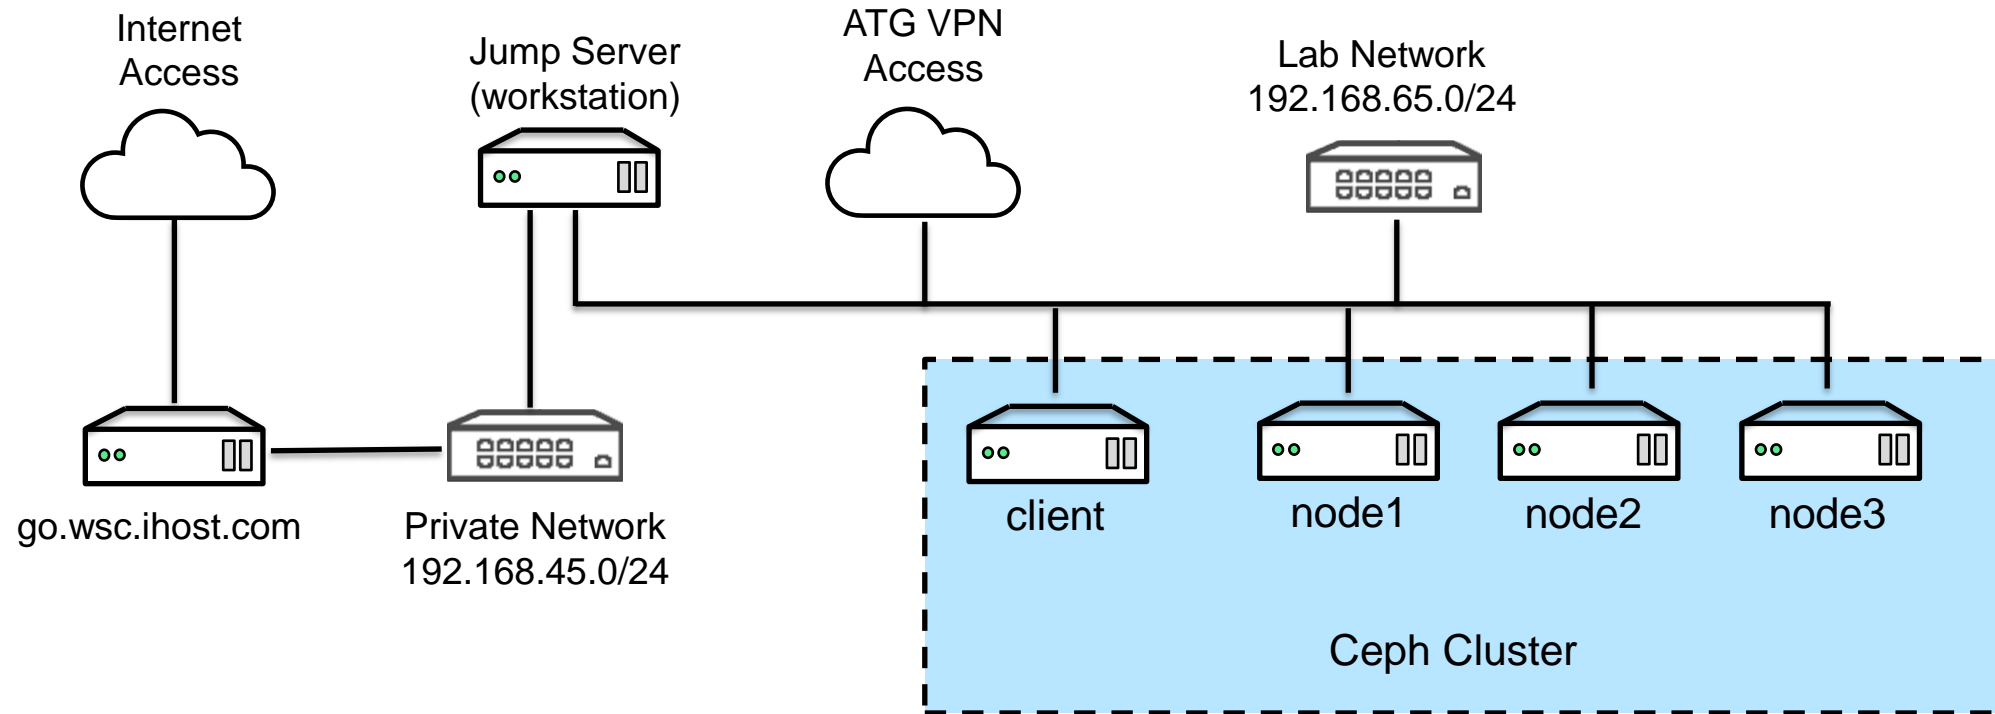 Internet
Access
Jump Server
(workstation)
ATG VPN
Access
Lab Network
192.168.65.0/24
go.wsc.ihost.com
Private Network
192.168.45.0/24
client
node1
node2
node3
Ceph Cluster